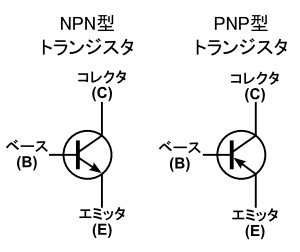 NPN型
トランジスタ
コレクタ
(C)
ベース
(B)
エミッタ
(E)
PNP型
トランジスタ
コレクタ
(C)
ベース
(B)
エミッタ
(E)